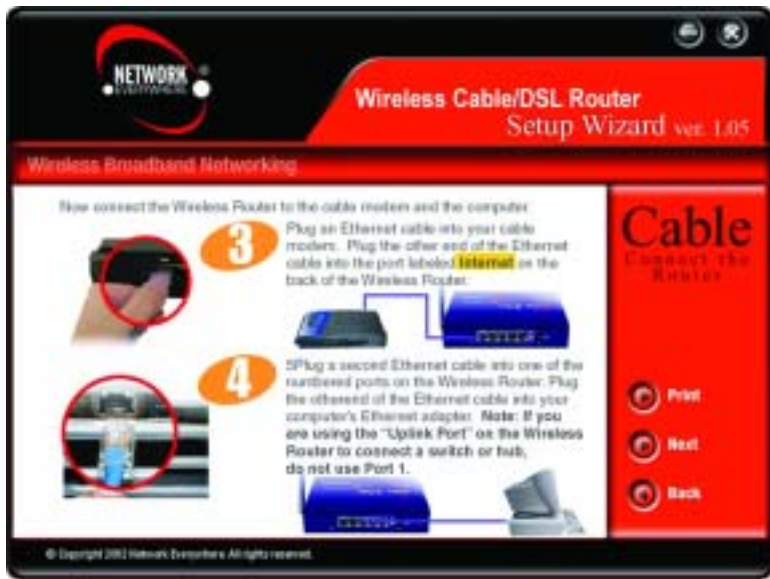 NETWORK
EVERYWHERE
Wireless Cable/DSL Router
Setup Wizard ver. 1.05
Wireless Broadband Networking
Now connect the Wireless Router to the cable modem and the computer
3
Plug an Ethernet cable into your cable
modem. Plug the other end of the Ethernet
cable into the port labeled Internet on the
back of the Wireless Router.
4
5Plug a second Ethernet cable into one of the
numbered ports on the Wireless Router. Plug
the otherend of the Ethernet cable into your
computer's Ethernet adapter. Note: If you
are using the "Uplink Port" on the Wireless
Router to connect a switch or hub,
do not use Port 1.
Cable
Connect the
Router
Print
Next
Back
© Copyright 2002 Network Everywhere. All rights reserved.